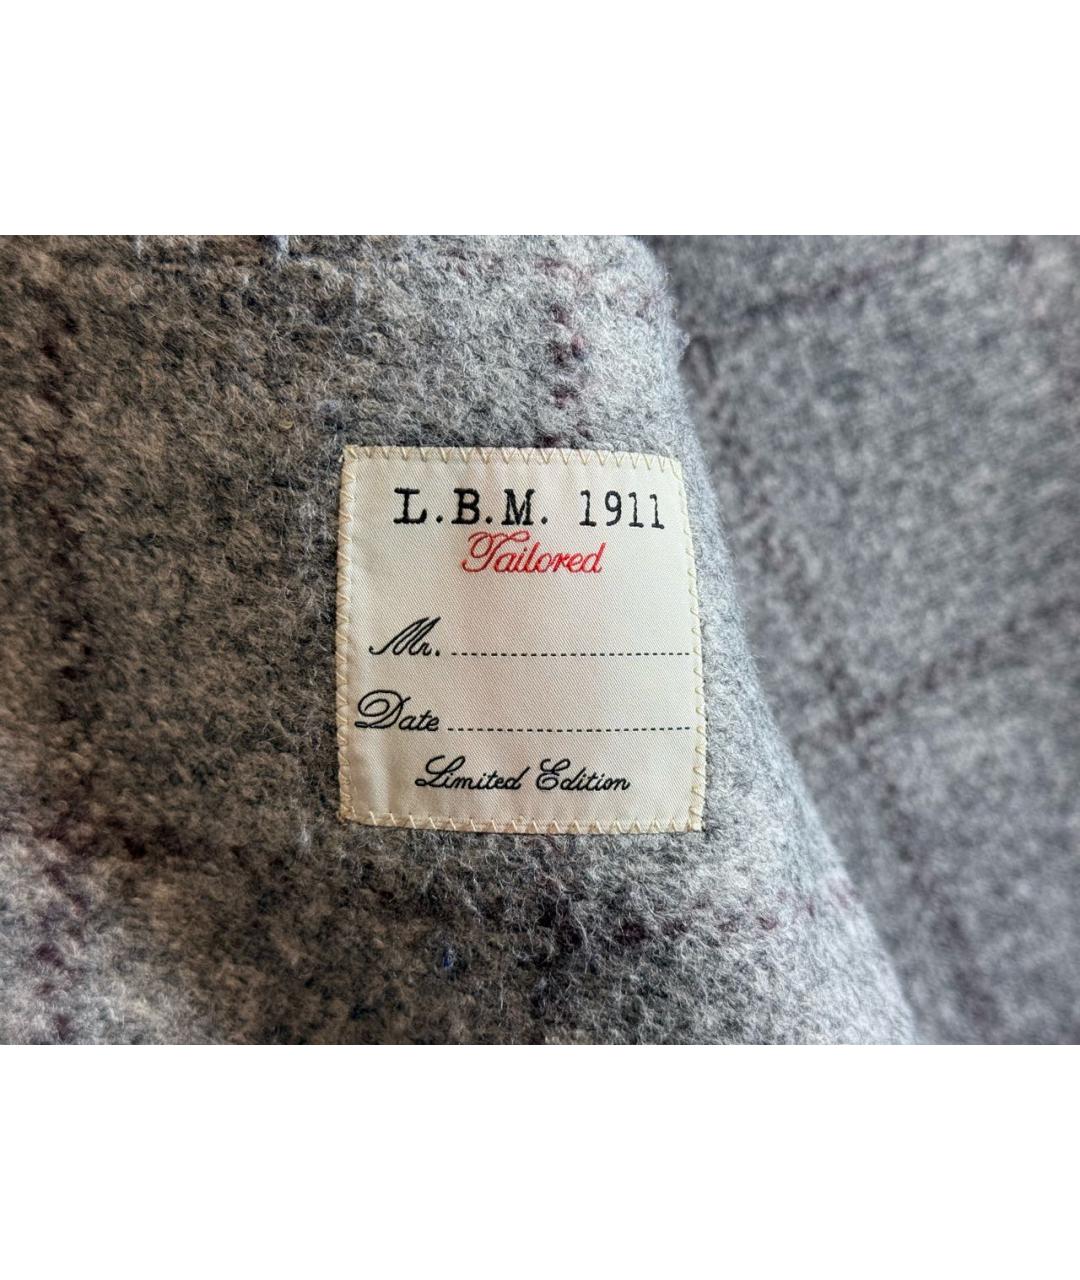 L.B.M. 1911
Tailored
Mr. ........................................
Date ........................................
Limited Edition